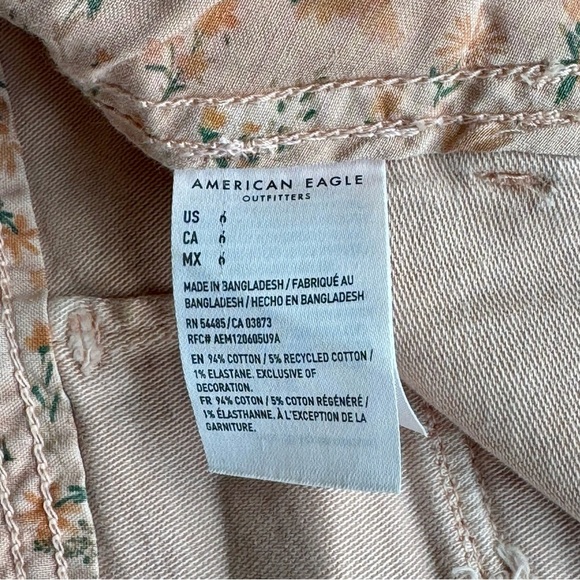 AMERICAN EAGLE
OUTFITTERS
US 6
CA 6
MX 6
MADE IN BANGLADESH / FABRIQUÉ AU
BANGLADESH / HECHO EN BANGLADESH
RN 54485 / CA 03873
RFC# AEM120605U9A
EN 94% COTTON / 5% RECYCLED COTTON /
1% ELASTANE. EXCLUSIVE OF
DECORATION.
FR 94% COTON / 5% COTON RÉGÉNÉRÉ /
1% ÉLASTHANNE. À L'EXCEPTION DE LA
GARNITURE.